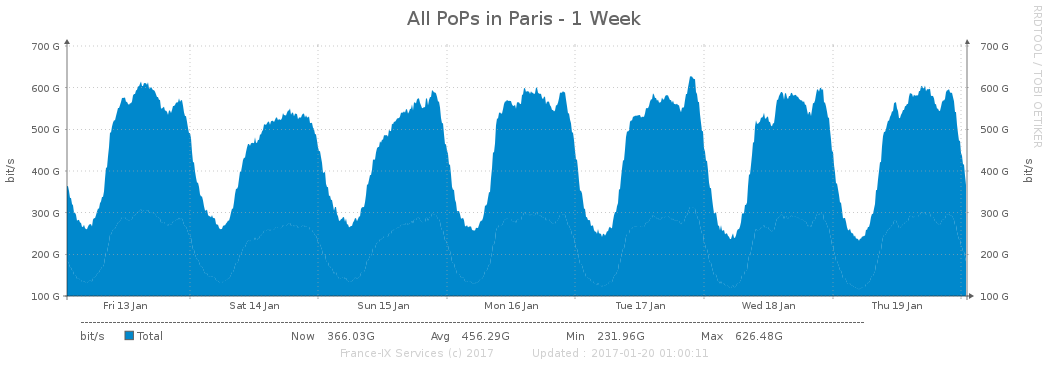 All PoPs in Paris - 1 Week
RRDTOOL / TOBI OETIKER
700 G 700 G
600 G 600 G
500 G 500 G
400 G 400 G
300 G 300 G
200 G 200 G
100 G 100 G
bit/s bit/s
Fri 13 Jan Sat 14 Jan Sun 15 Jan Mon 16 Jan Tue 17 Jan Wed 18 Jan Thu 19 Jan
bit/s Total Now 366.03G Avg 456.29G Min 231.96G Max 626.48G
France-IX Services (c) 2017 Updated : 2017-01-20 01:00:11